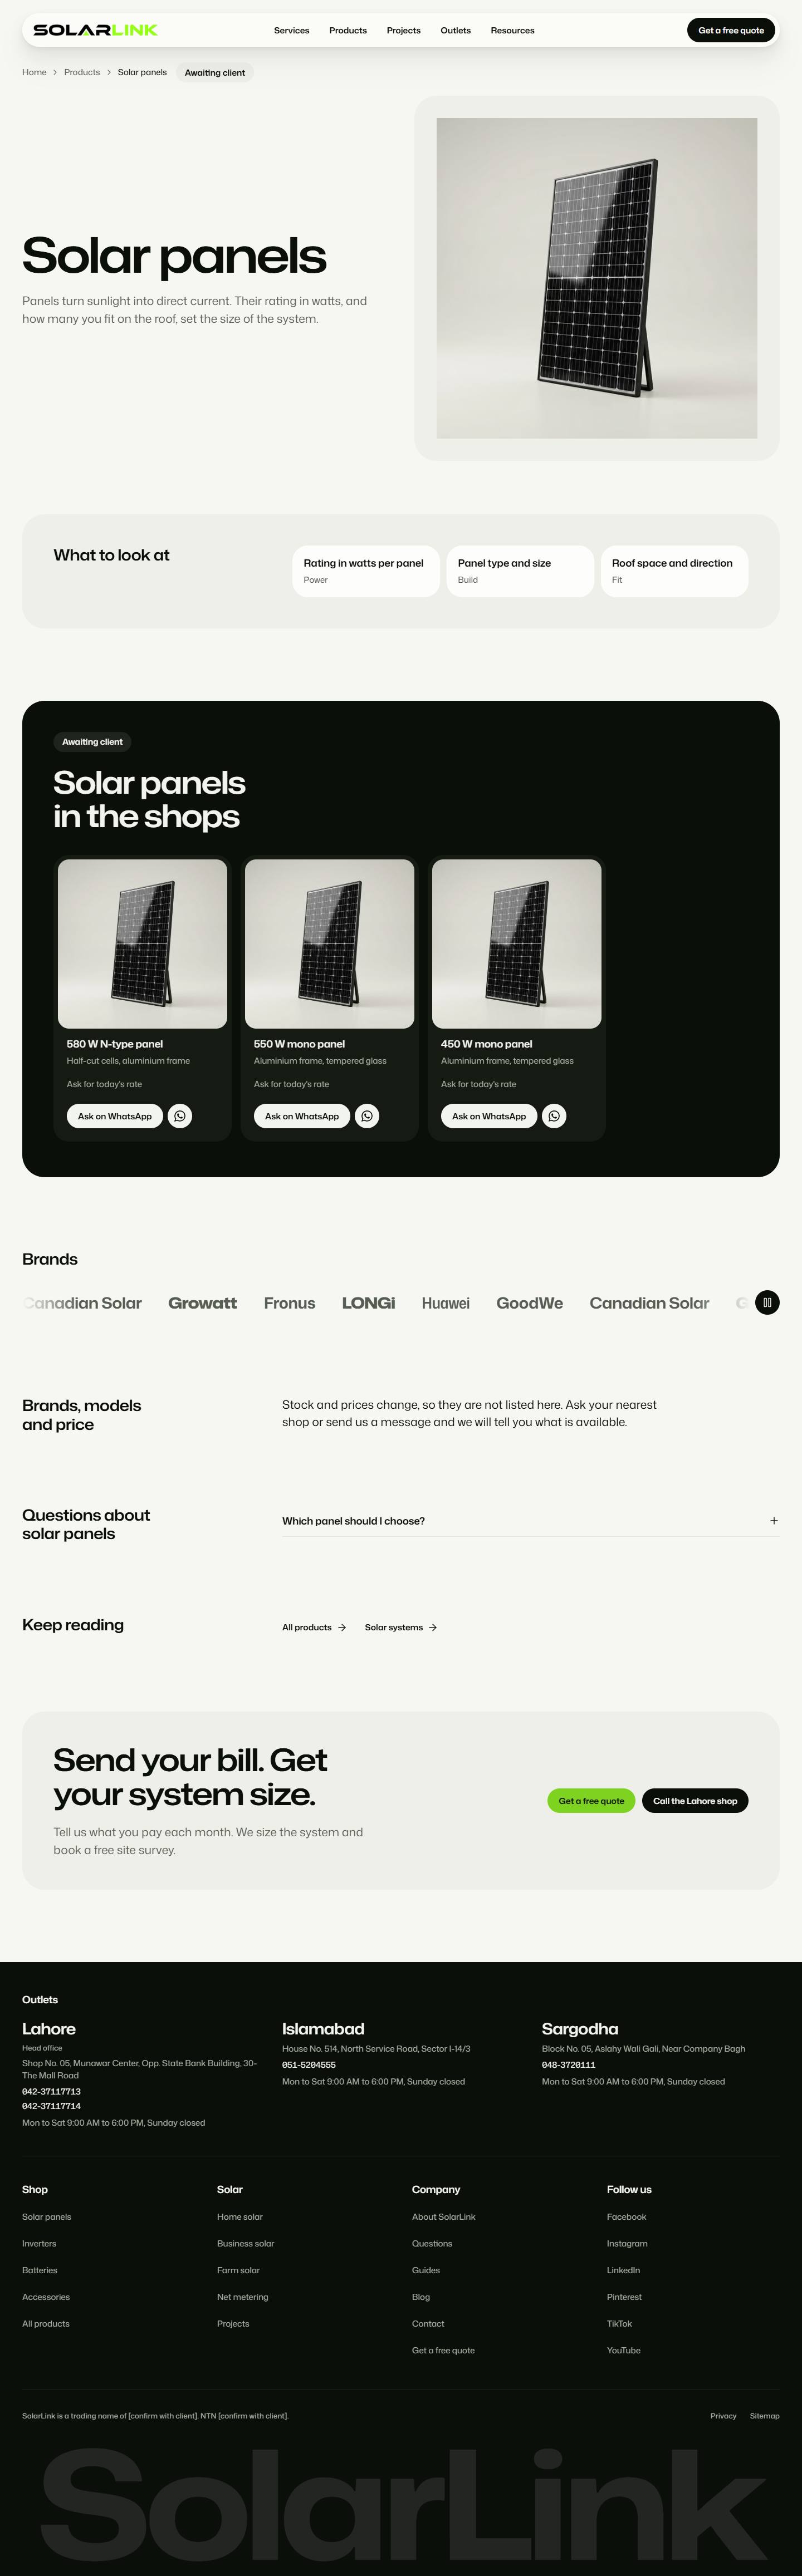 SOLARLINK
Services
Products
Projects
Outlets
Resources
Get a free quote
Home
Products
Solar panels
Awaiting client
Solar panels
Panels turn sunlight into direct current. Their rating in watts, and
how many you fit on the roof, set the size of the system.
What to look at
Rating in watts per panel
Power
Panel type and size
Build
Roof space and direction
Fit
Awaiting client
Solar panels
in the shops
580 W N-type panel
Half-cut cells, aluminium frame
Ask for today's rate
Ask on WhatsApp
550 W mono panel
Aluminium frame, tempered glass
Ask for today's rate
Ask on WhatsApp
450 W mono panel
Aluminium frame, tempered glass
Ask for today's rate
Ask on WhatsApp
Brands
Canadian Solar
Growatt
Fronus
LONGi
Huawei
GoodWe
Canadian Solar
G
Brands, models
and price
Stock and prices change, so they are not listed here. Ask your nearest
shop or send us a message and we will tell you what is available.
Questions about
solar panels
Which panel should I choose?
Keep reading
All products
Solar systems
Send your bill. Get
your system size.
Tell us what you pay each month. We size the system and
book a free site survey.
Get a free quote
Call the Lahore shop
Outlets
Lahore
Head office
Shop No. 05, Munawar Center, Opp. State Bank Building, 30-
The Mall Road
042-37117713
042-37117714
Mon to Sat 9:00 AM to 6:00 PM, Sunday closed
Islamabad
House No. 514, North Service Road, Sector I-14/3
051-5204555
Mon to Sat 9:00 AM to 6:00 PM, Sunday closed
Sargodha
Block No. 05, Aslahy Wali Gali, Near Company Bagh
048-3720111
Mon to Sat 9:00 AM to 6:00 PM, Sunday closed
Shop
Solar panels
Inverters
Batteries
Accessories
All products
Solar
Home solar
Business solar
Farm solar
Net metering
Projects
Company
About SolarLink
Questions
Guides
Blog
Contact
Get a free quote
Follow us
Facebook
Instagram
LinkedIn
Pinterest
TikTok
YouTube
SolarLink is a trading name of [confirm with client]. NTN [confirm with client].
Privacy
Sitemap
SolarLink